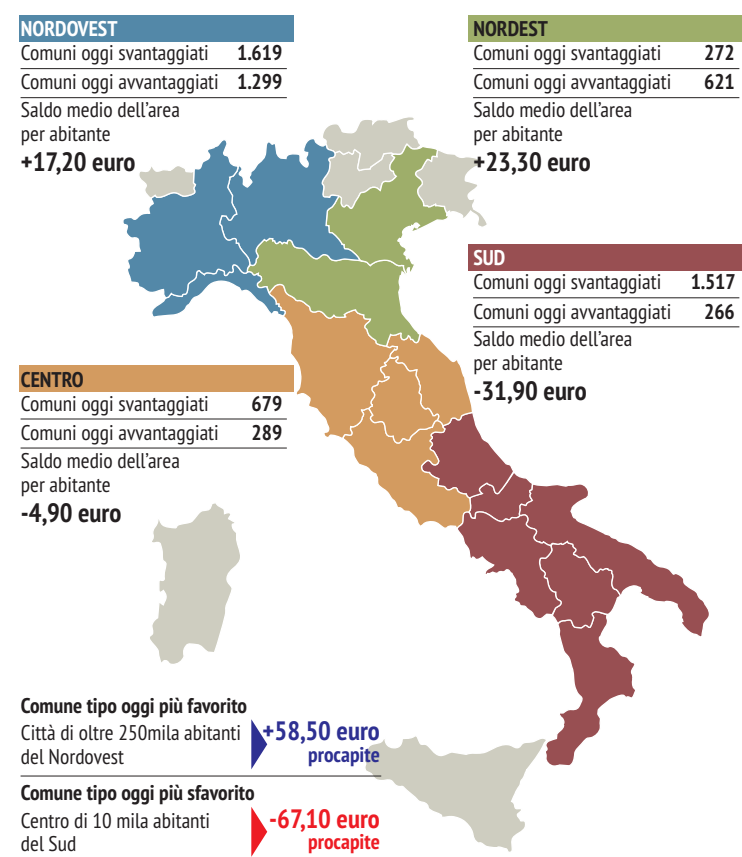 NORDOVEST
Comuni oggi svantaggiati 1.619
Comuni oggi avvantaggiati 1.299
Saldo medio dell'area
per abitante
+17,20 euro
NORDEST
Comuni oggi svantaggiati 272
Comuni oggi avvantaggiati 621
Saldo medio dell'area
per abitante
+23,30 euro
SUD
Comuni oggi svantaggiati 1.517
Comuni oggi avvantaggiati 266
Saldo medio dell'area
per abitante
-31,90 euro
CENTRO
Comuni oggi svantaggiati 679
Comuni oggi avvantaggiati 289
Saldo medio dell'area
per abitante
-4,90 euro
Comune tipo oggi più favorito
Città di oltre 250mila abitanti
del Nordovest
+58,50 euro
procapite
Comune tipo oggi più sfavorito
Centro di 10 mila abitanti
del Sud
-67,10 euro
procapite